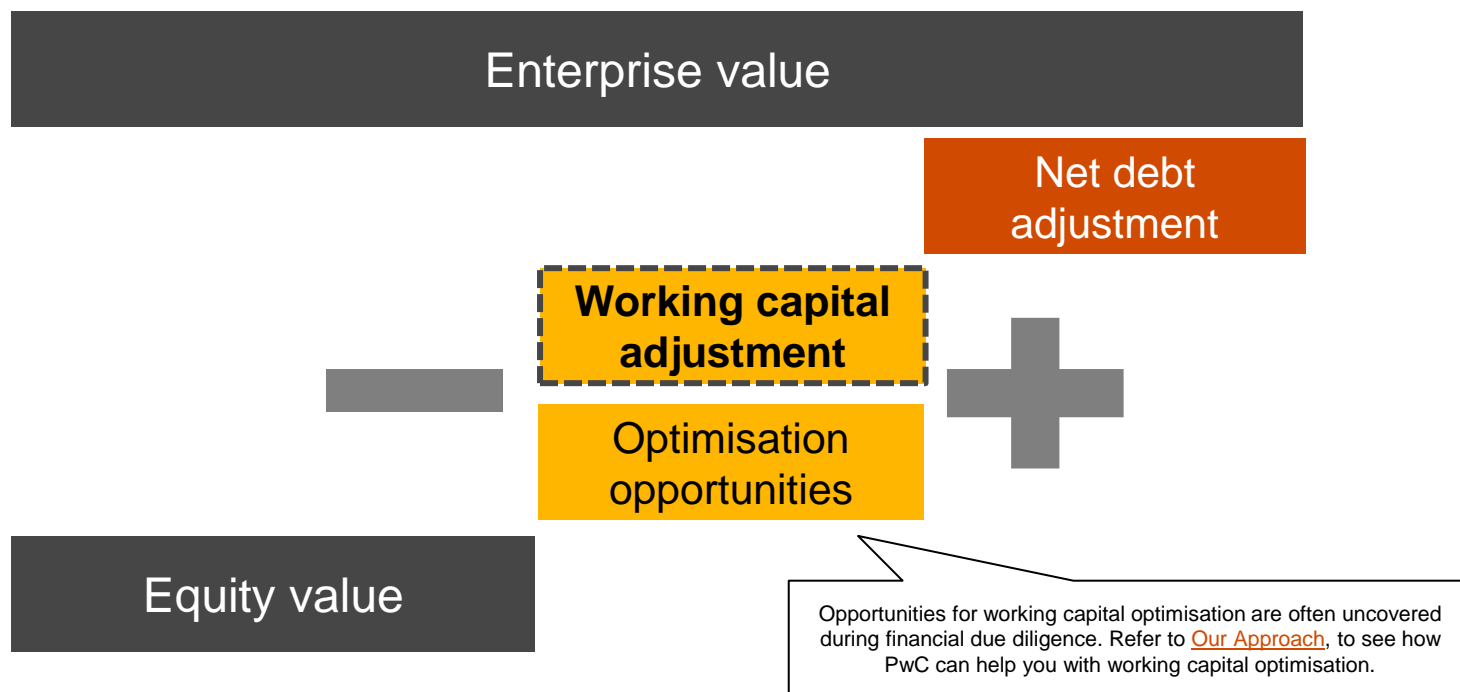 Enterprise value
Net debt
adjustment
Working capital
adjustment
Optimisation
opportunities
Equity value
Opportunities for working capital optimisation are often uncovered
during financial due diligence. Refer to Our Approach, to see how
PwC can help you with working capital optimisation.